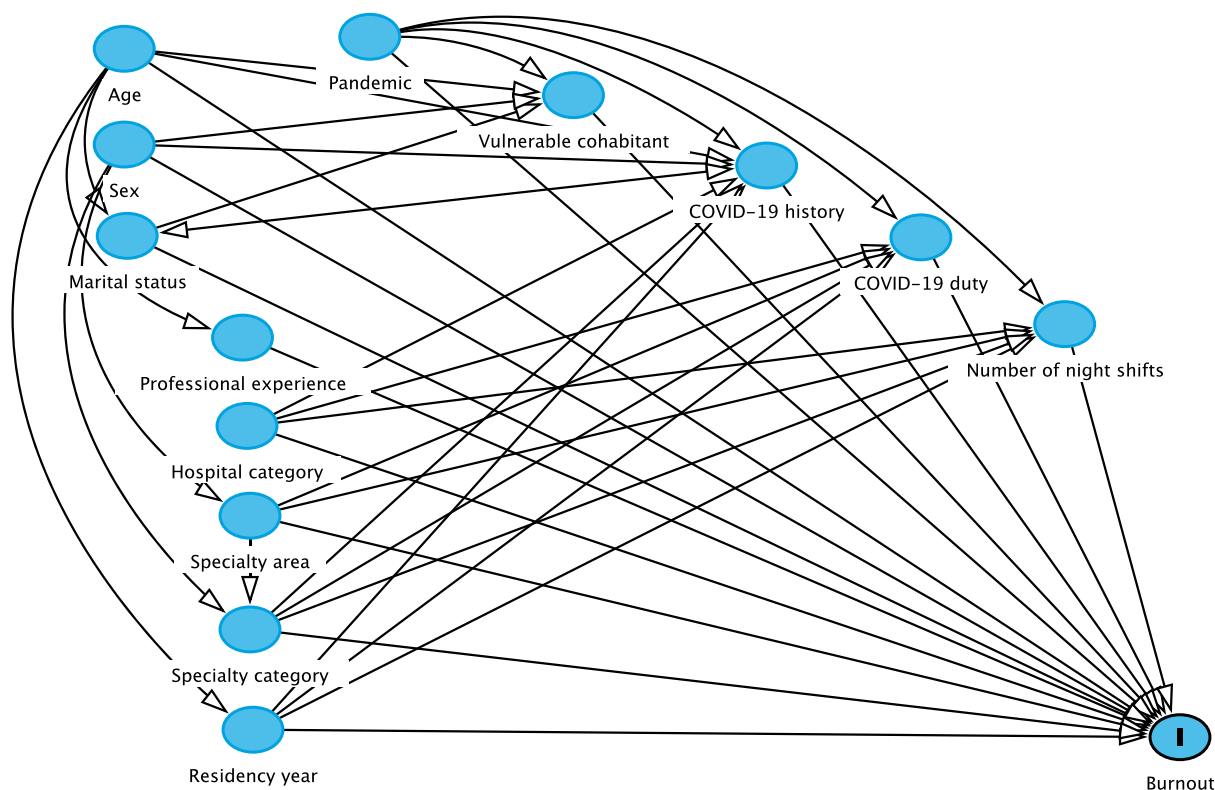 Pandemic
Age
Vulnerable cohabitant
Sex
COVID-19 history
Marital status
COVID-19 duty
Number of night shifts
Professional experience
Hospital category
Specialty area
Specialty category
Residency year
Burnout